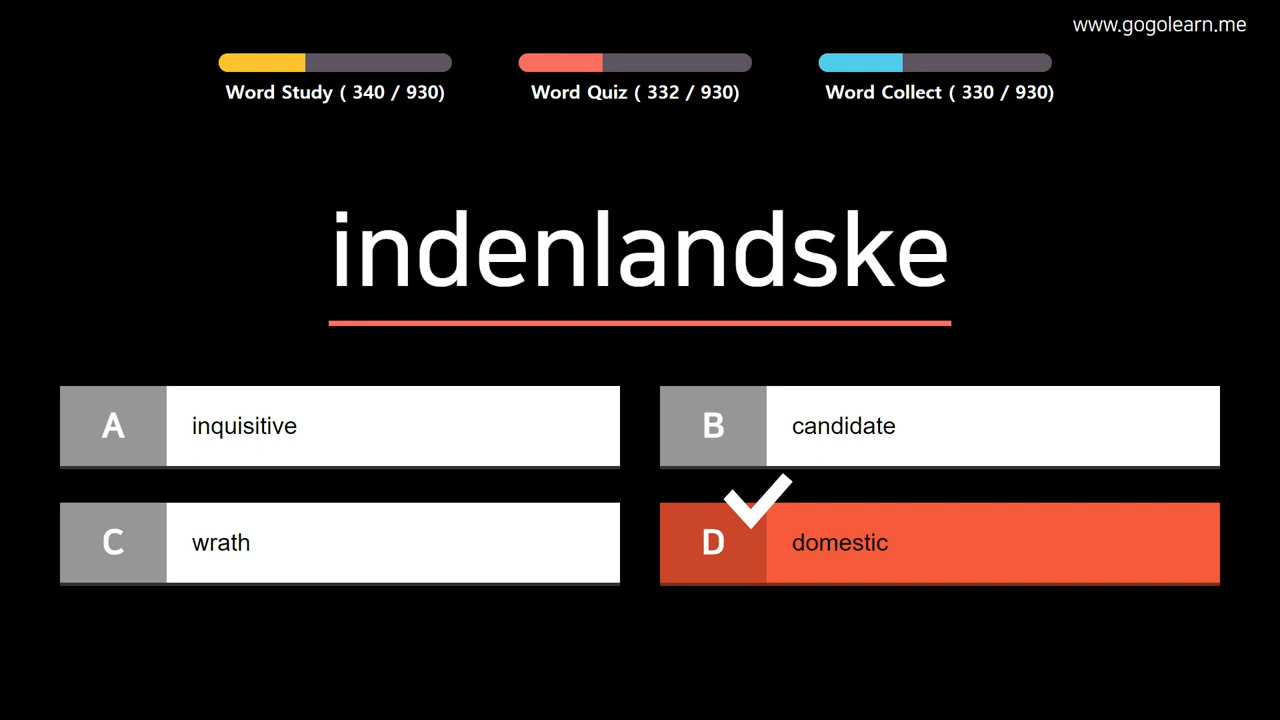 www.gogolearn.me
Word Study ( 340 / 930)
Word Quiz ( 332 / 930)
Word Collect ( 330 / 930)
indenlandske
A inquisitive
B candidate
C wrath
D domestic